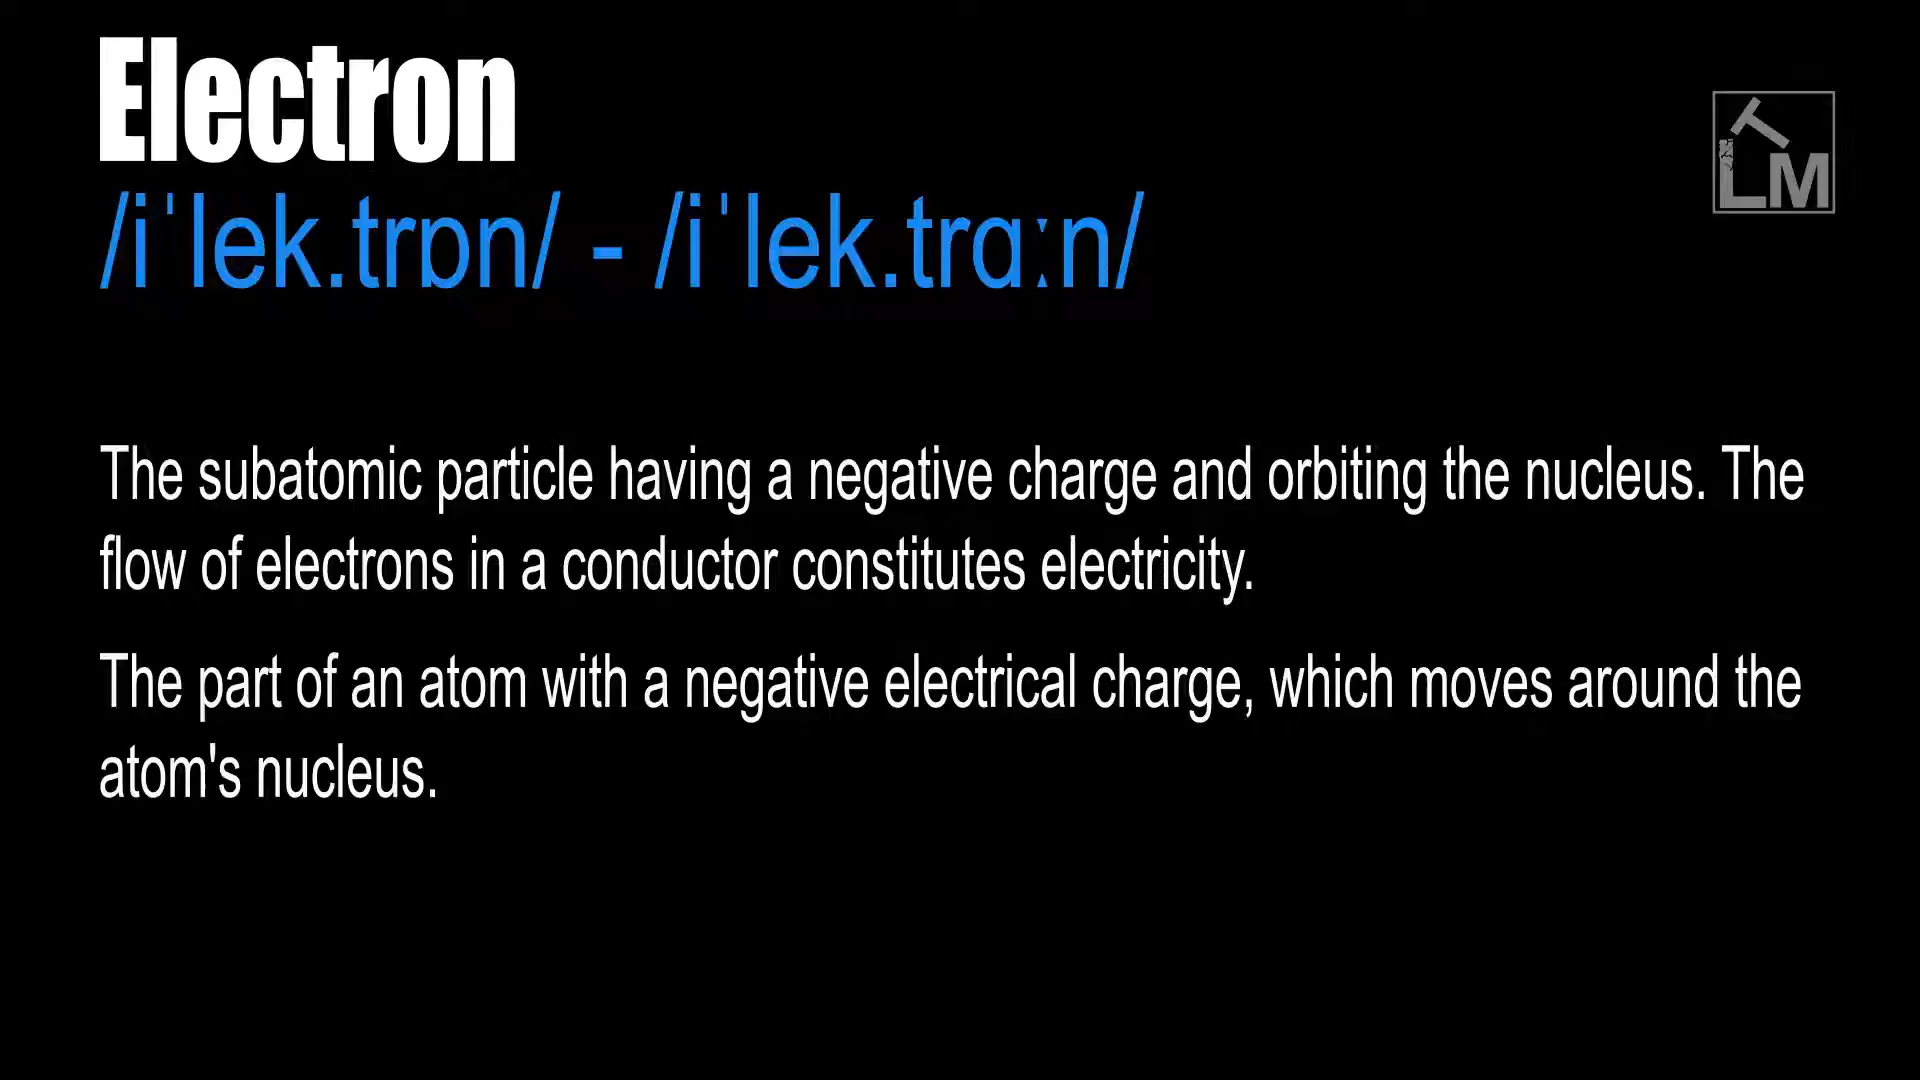 Electron
/iˈlek.trɒn/ - /iˈlek.trɑːn/
LTM
The subatomic particle having a negative charge and orbiting the nucleus. The
flow of electrons in a conductor constitutes electricity.
The part of an atom with a negative electrical charge, which moves around the
atom's nucleus.